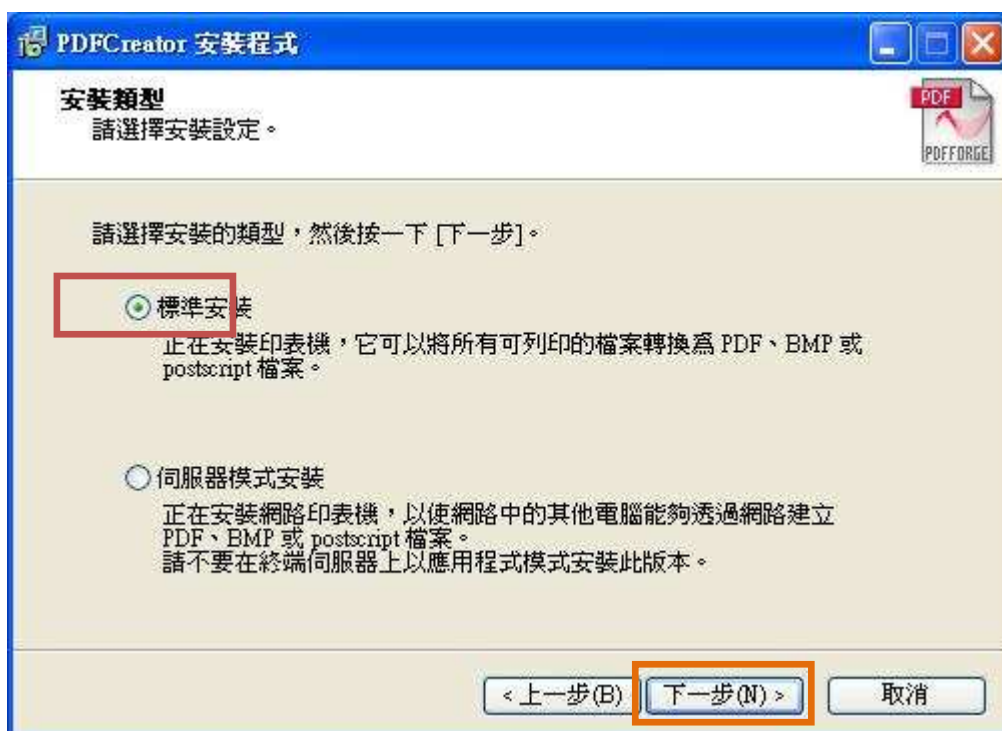 PDFCreator 安裝程式
安裝類型
請選擇安裝設定。
PDF
PDFFORGE
請選擇安裝的類型，然後按一下 [下一步]。
標準安裝
正在安裝印表機，它可以將所有可列印的檔案轉換為 PDF、BMP 或
postscript 檔案。
伺服器模式安裝
正在安裝網路印表機，以使網路中的其他電腦能夠透過網路建立
PDF、BMP 或 postscript 檔案。
請不要在終端伺服器上以應用程式模式安裝此版本。
<上一步(B) 下一步(N) > 取消